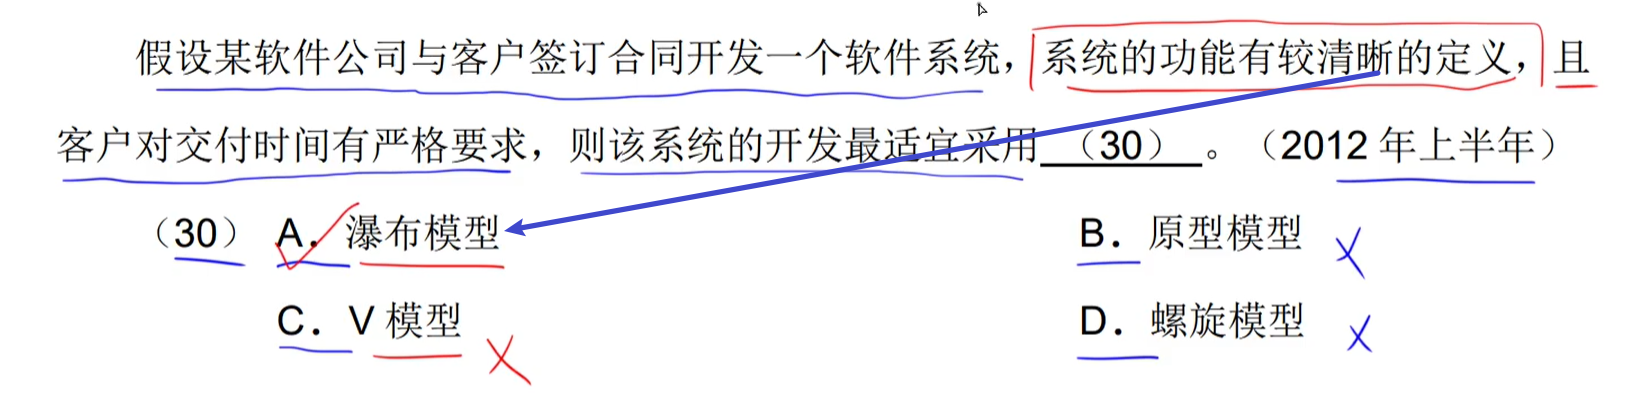 假设某软件公司与客户签订合同开发一个软件系统，系统的功能有较清晰的定义，且
客户对交付时间有严格要求，则该系统的开发最适宜采用 （30） 。（2012 年上半年）
（30） A．瀑布模型 B．原型模型
C．V 模型 D．螺旋模型